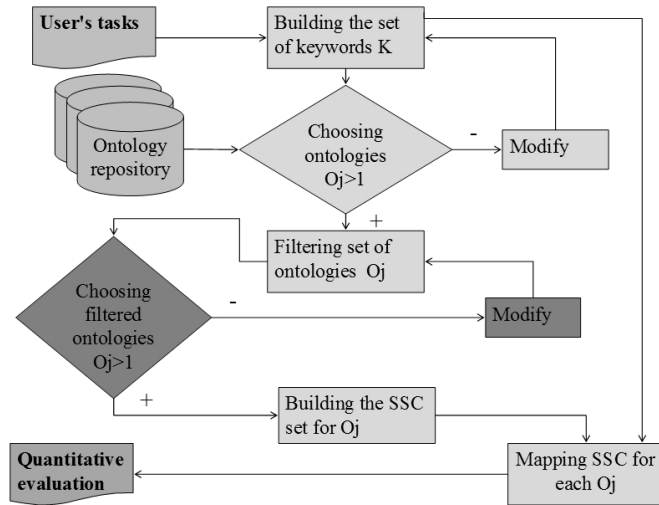 User's tasks
Building the set
of keywords K
Ontology
repository
Choosing
ontologies
Oj>1
-
Modify
+
Filtering set of
ontologies Oj
Choosing
filtered
ontologies
Oj>1
-
Modify
+
Building the SSC
set for Oj
Quantitative
evaluation
Mapping SSC for
each Oj